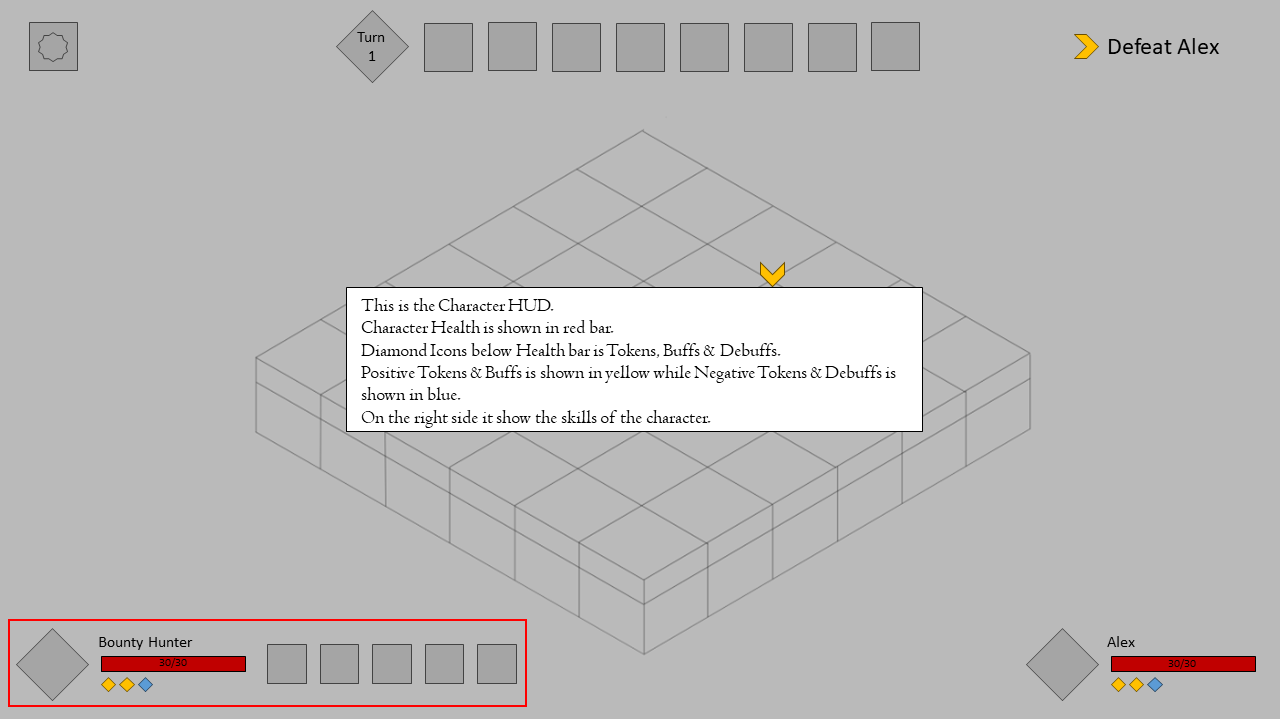 Turn
1
Defeat Alex
This is the Character HUD.
Character Health is shown in red bar.
Diamond Icons below Health bar is Tokens, Buffs & Debuffs.
Positive Tokens & Buffs is shown in yellow while Negative Tokens & Debuffs is
shown in blue.
On the right side it show the skills of the character.
Bounty Hunter
30/30
Alex
30/30